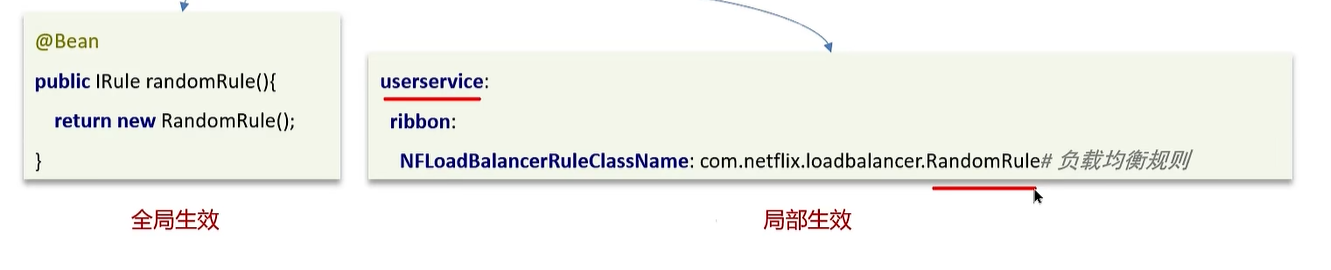 @Bean
public IRule randomRule(){
return new RandomRule();
}
全局生效
userservice:
ribbon:
NFLoadBalancerRuleClassName: com.netflix.loadbalancer.RandomRule# 负载均衡规则
局部生效